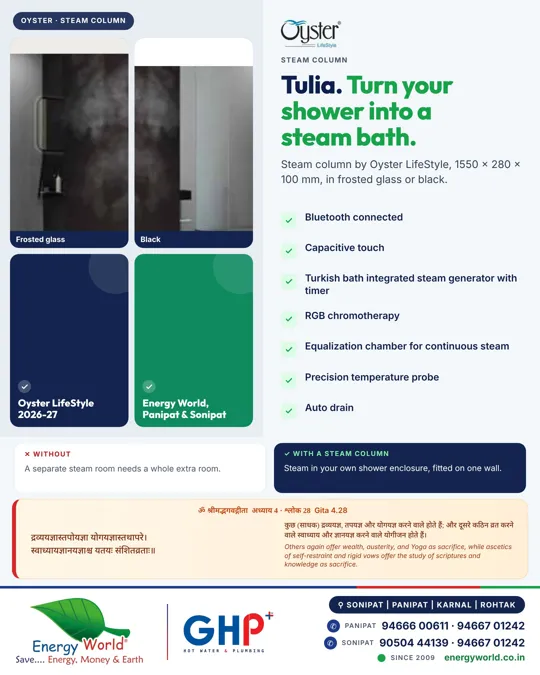 OYSTER · STEAM COLUMN
Frosted glass
Black
Oyster LifeStyle
2026-27
Energy World,
Panipat & Sonipat
Oyster
LifeStyle
STEAM COLUMN
Tulia. Turn your
shower into a
steam bath.
Steam column by Oyster LifeStyle, 1550 × 280 ×
100 mm, in frosted glass or black.
Bluetooth connected
Capacitive touch
Turkish bath integrated steam generator with
timer
RGB chromotherapy
Equalization chamber for continuous steam
Precision temperature probe
Auto drain
✕ WITHOUT
A separate steam room needs a whole extra room.
✓ WITH A STEAM COLUMN
Steam in your own shower enclosure, fitted on one wall.
ॐ श्रीमद्भगवद्गीता अध्याय 4 · श्लोक 28 Gita 4.28
द्रव्ययज्ञास्तपोयज्ञा योगयज्ञास्तथापरे।
स्वाध्यायज्ञानयज्ञाश्च यतयः संशितव्रताः॥
कुछ (साधक) द्रव्ययज्ञ, तपयज्ञ और योगयज्ञ करने वाले होते हैं; और दूसरे कठिन व्रत करने
वाले स्वाध्याय और ज्ञानयज्ञ करने वाले योगीजन होते हैं।
Others again offer wealth, austerity, and Yoga as sacrifice, while ascetics
of self-restraint and rigid vows offer the study of scriptures and
knowledge as sacrifice.
Energy World
Save.... Energy, Money & Earth
GHP+
HOT WATER & PLUMBING
SONIPAT | PANIPAT | KARNAL | ROHTAK
PANIPAT 94666 00611 · 94667 01242
SONIPAT 90504 44139 · 94667 01242
SINCE 2009 energyworld.co.in